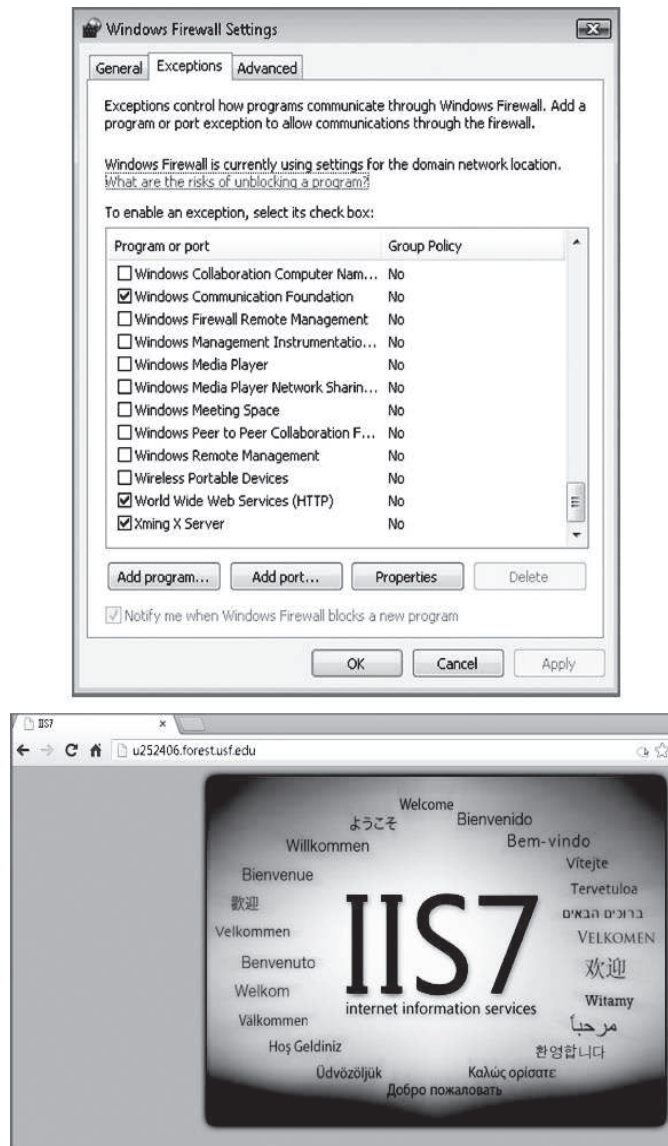 Windows Firewall Settings
General Exceptions Advanced
Exceptions control how programs communicate through Windows Firewall. Add a
program or port exception to allow communications through the firewall.
Windows Firewall is currently using settings for the domain network location.
What are the risks of unblocking a program?
To enable an exception, select its check box:
Program or port Group Policy
Windows Collaboration Computer Nam... No
Windows Communication Foundation No
Windows Firewall Remote Management No
Windows Management Instrumentatio... No
Windows Media Player No
Windows Media Player Network Sharin... No
Windows Meeting Space No
Windows Peer to Peer Collaboration F... No
Windows Remote Management No
Wireless Portable Devices No
World Wide Web Services (HTTP) No
Xming X Server No
Add program... Add port... Properties Delete
Notify me when Windows Firewall blocks a new program
OK Cancel Apply
IIS7
u252406.forest.usf.edu
Welcome
ようこそ
Bienvenido
Willkommen
Bem-vindo
Bienvenue
Vítejte
歡迎
Tervetuloa
ברוכים הבאים
Velkommen
VELKOMEN
Benvenuto
欢迎
Welkom
IIS7
internet information services
Witamy
Välkommen
مرحباً
Hoş Geldiniz
환영합니다
Üdvözöljük
Καλώς ορίσατε
Добро пожаловать